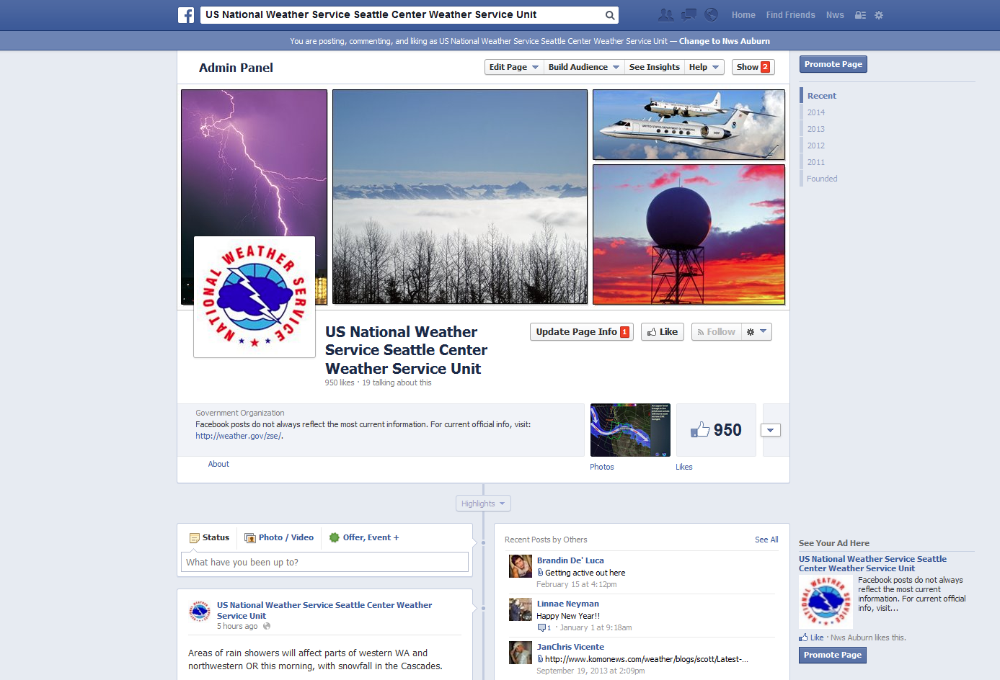 US National Weather Service Seattle Center Weather Service Unit
Home Find Friends Nws
You are posting, commenting, and liking as US National Weather Service Seattle Center Weather Service Unit — Change to Nws Auburn
Admin Panel
Edit Page Build Audience See Insights Help Show 2
Promote Page
Recent
2014
2013
2012
2011
Founded
UNITED STATES DEPARTMENT OF COMMERCE
NATIONAL WEATHER SERVICE
US National Weather
Service Seattle Center
Weather Service Unit
950 likes · 19 talking about this
Update Page Info 1 Like Follow
Government Organization
Facebook posts do not always reflect the most current information. For current official info, visit:
http://weather.gov/zse/.
About
Photos
950
Likes
Highlights
Status Photo / Video Offer, Event +
What have you been up to?
US National Weather Service Seattle Center Weather
Service Unit
5 hours ago
Areas of rain showers will affect parts of western WA and
northwestern OR this morning, with snowfall in the Cascades.
Recent Posts by Others See All
Brandin De' Luca
Getting active out here
February 15 at 4:12pm
Linnae Neyman
Happy New Year!!
1 · January 1 at 9:18am
JanChris Vicente
http://www.komonews.com/weather/blogs/scott/Latest-...
September 19, 2013 at 2:09pm
See Your Ad Here
US National Weather Service Seattle
Center Weather Service Unit
NATIONAL WEATHER SERVICE
Facebook posts do not always
reflect the most current
information. For current official
info, visit...
Like · Nws Auburn likes this.
Promote Page